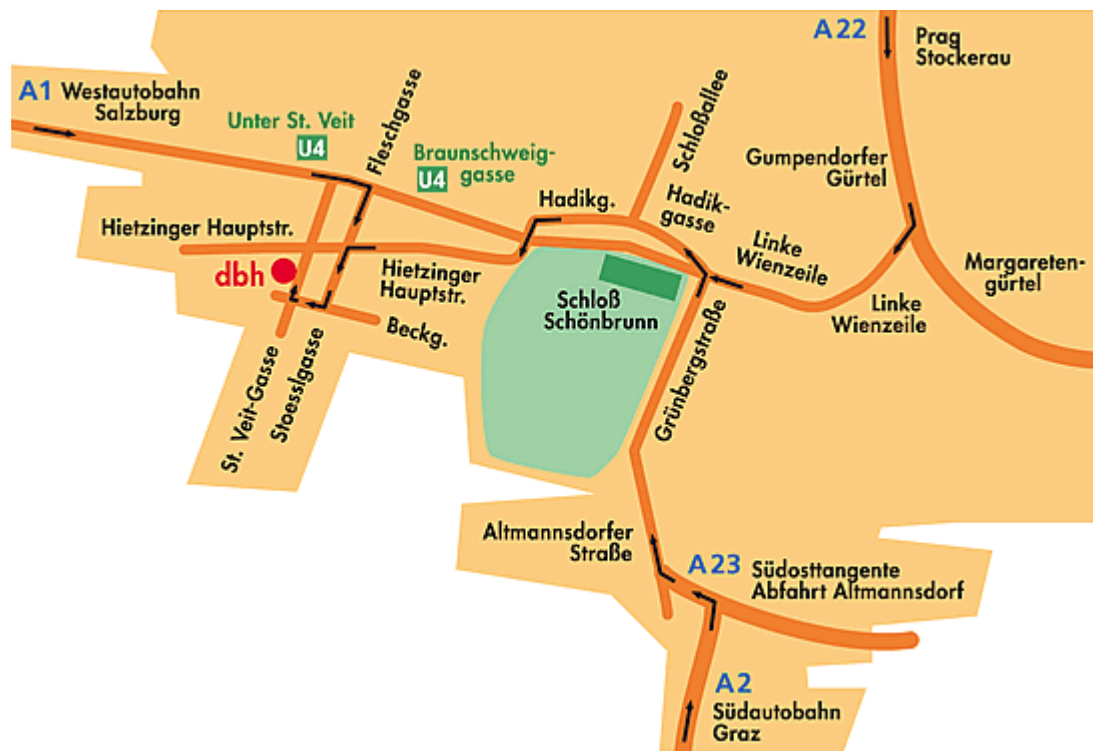 A22
Prag
Stockerau
A1
Westautobahn
Salzburg
Unter St. Veit
U4
Fleschgasse
Braunschweig-
gasse
U4
Schloßallee
Gumpendorfer
Gürtel
Hadikg.
Hadik-
gasse
Hietzinger Hauptstr.
Linke
Wienzeile
Margareten-
gürtel
dbh
Hietzinger
Hauptstr.
Schloß
Schönbrunn
Linke
Wienzeile
Beckg.
St. Veit-Gasse
Stoesslgasse
Grünbergstraße
Altmannsdorfer
Straße
A23
Südosttangente
Abfahrt Altmannsdorf
A2
Südautobahn
Graz